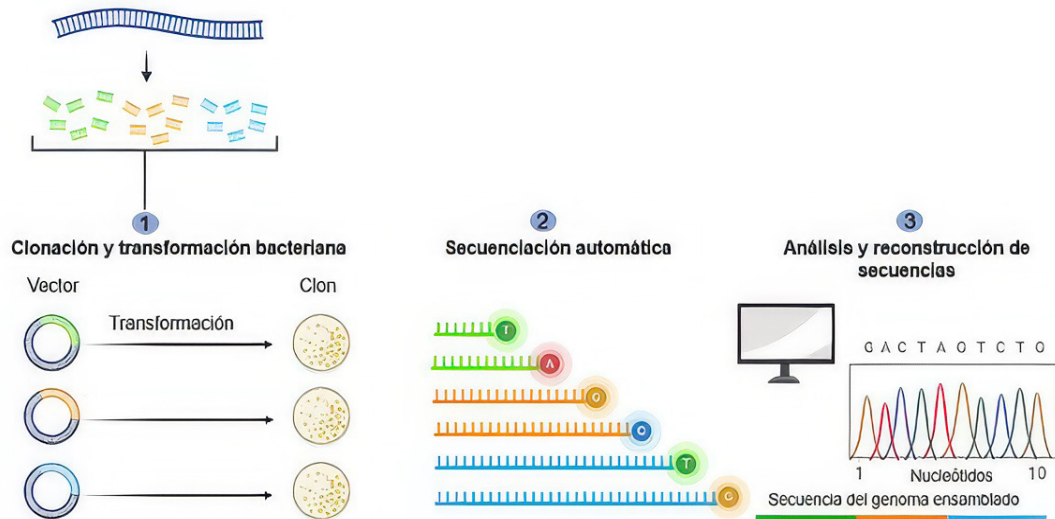 1
Clonación y transformación bacteriana
Vector
Clon
Transformación
2
Secuenciación automática
T
A
G
T
G
3
Análisis y reconstrucción de
secuencias
G A C T A G T C T G
1
Nucleótidos
10
Secuencia del genoma ensamblado